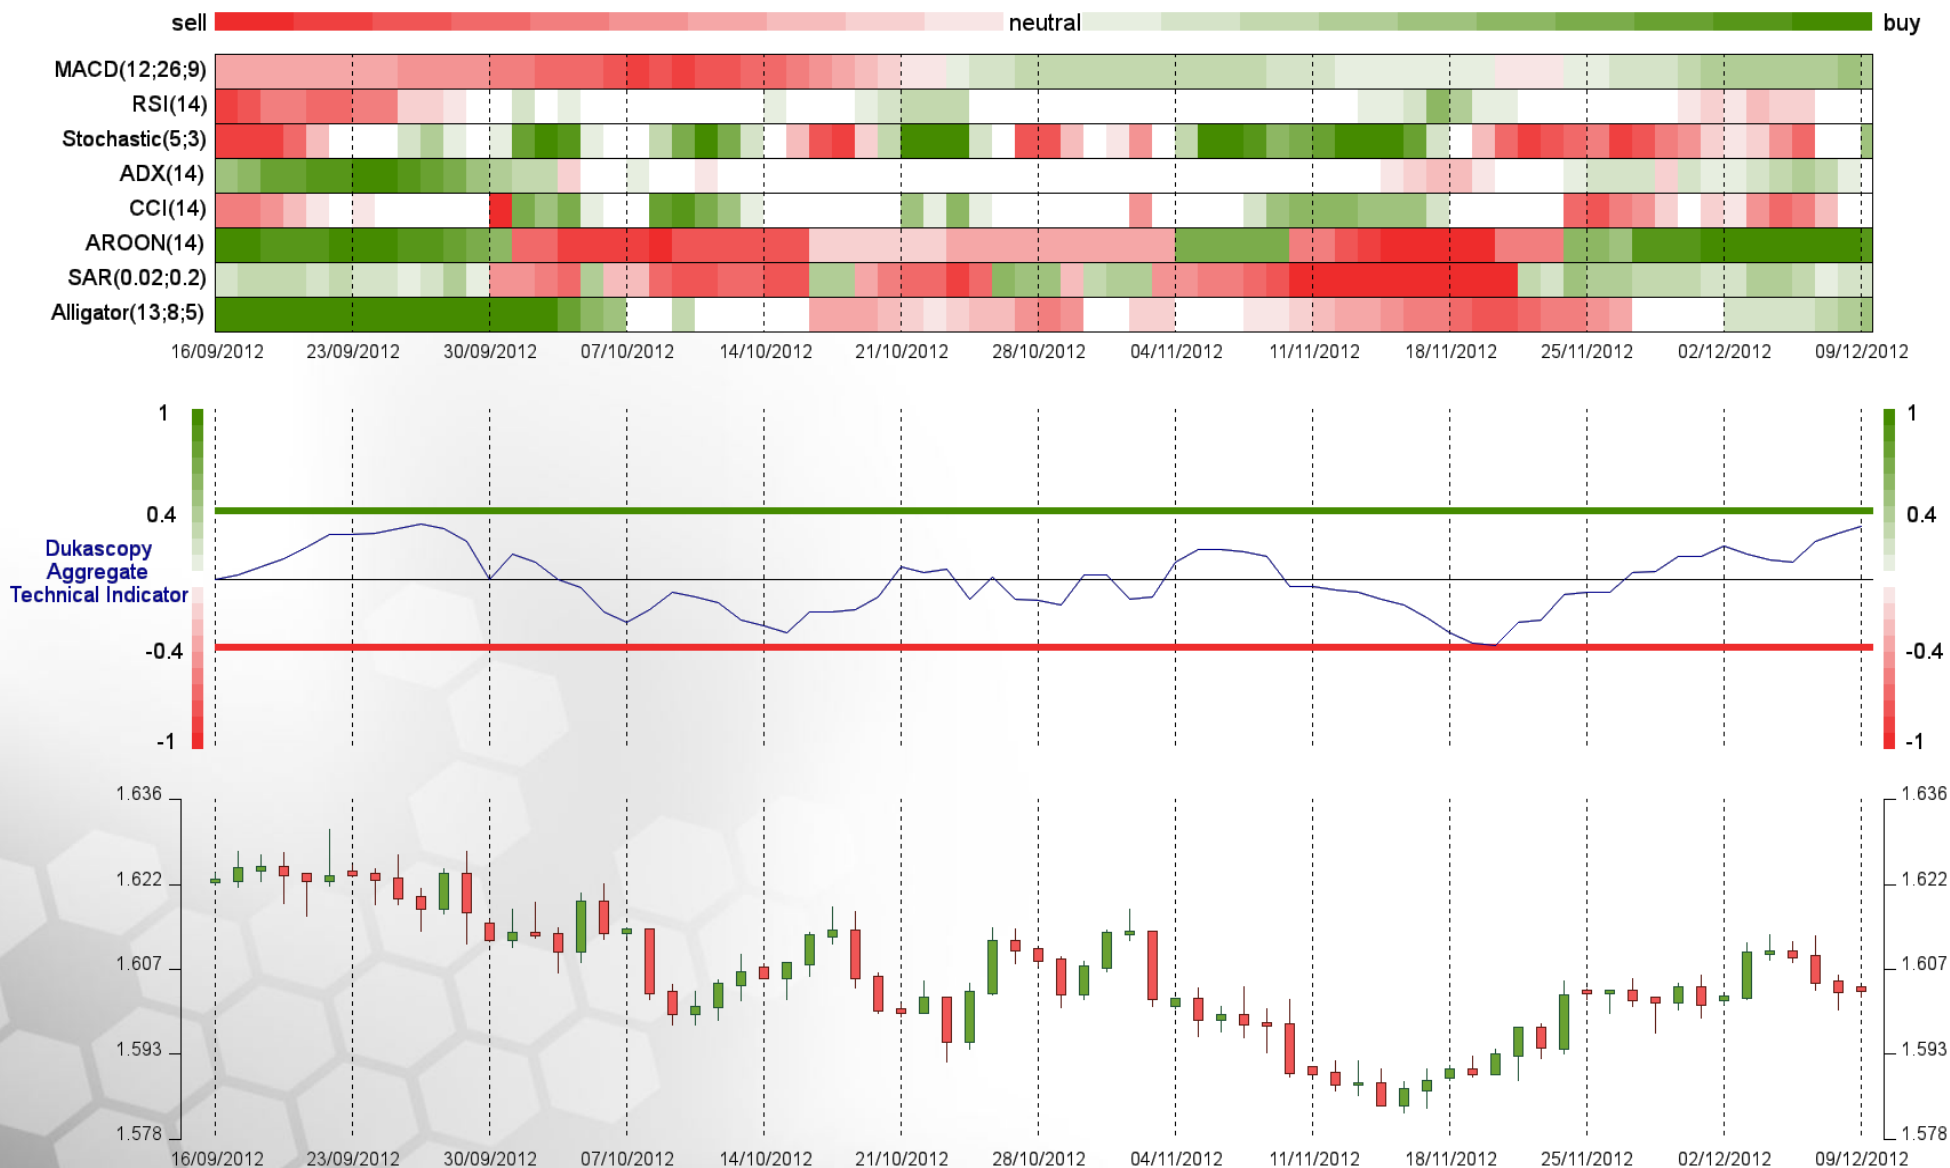 sell neutral buy
MACD(12;26;9)
RSI(14)
Stochastic(5;3)
ADX(14)
CCI(14)
AROON(14)
SAR(0.02;0.2)
Alligator(13;8;5)
16/09/2012 23/09/2012 30/09/2012 07/10/2012 14/10/2012 21/10/2012 28/10/2012 04/11/2012 11/11/2012 18/11/2012 25/11/2012 02/12/2012 09/12/2012
1 1
0.4 0.4
Dukascopy
Aggregate
Technical Indicator
-0.4 -0.4
-1 -1
1.636 1.636
1.622 1.622
1.607 1.607
1.593 1.593
1.578 1.578
16/09/2012 23/09/2012 30/09/2012 07/10/2012 14/10/2012 21/10/2012 28/10/2012 04/11/2012 11/11/2012 18/11/2012 25/11/2012 02/12/2012 09/12/2012